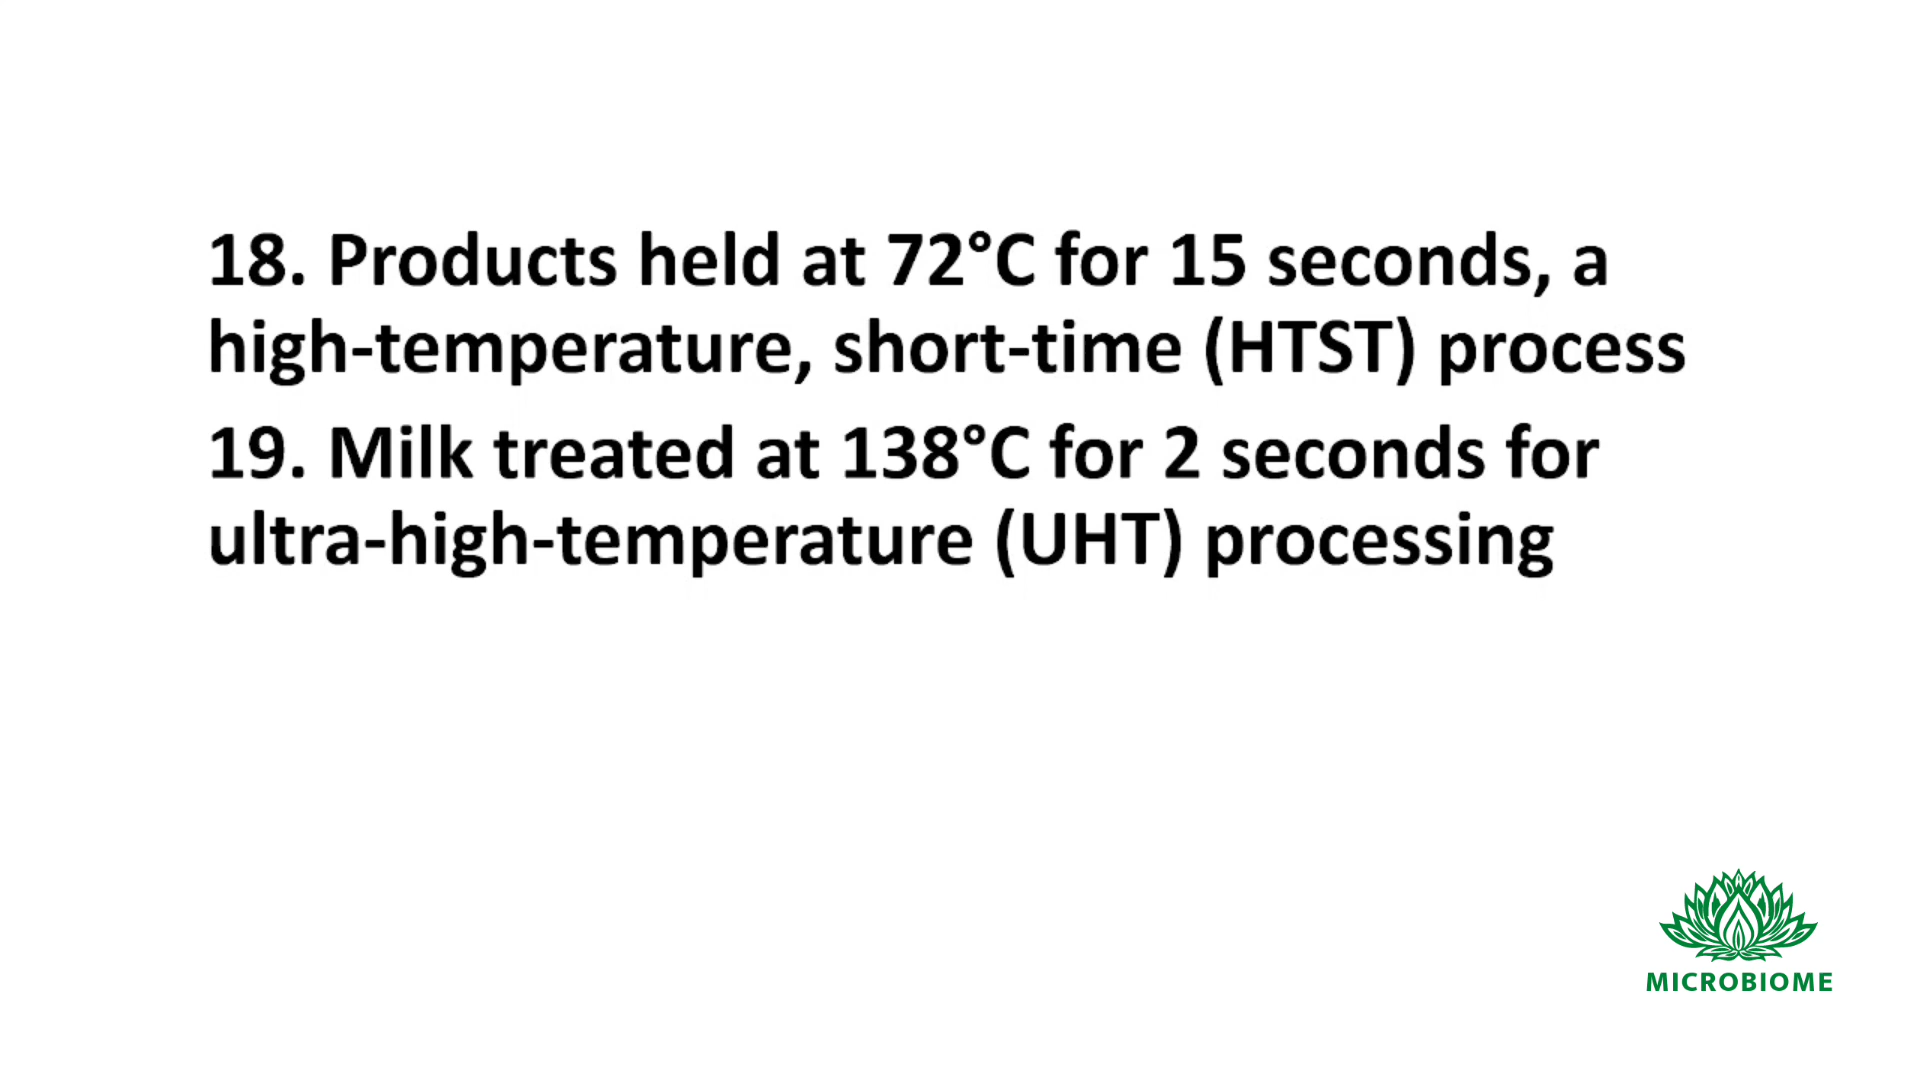 18. Products held at 72°C for 15 seconds, a
high-temperature, short-time (HTST) process
19. Milk treated at 138°C for 2 seconds for
ultra-high-temperature (UHT) processing
MICROBIOME